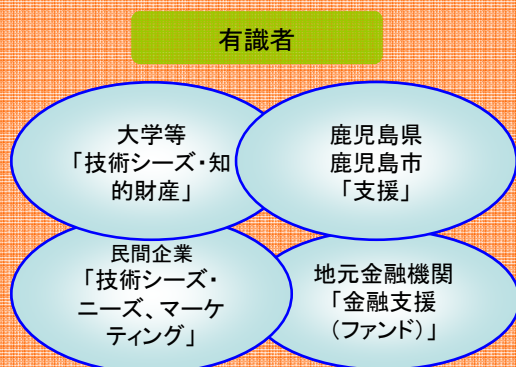 有識者
大学等
「技術シーズ・知
的財産」
鹿児島県
鹿児島市
「支援」
民間企業
「技術シーズ・
ニーズ、マーケ
ティング」
地元金融機関
「金融支援
（ファンド）」